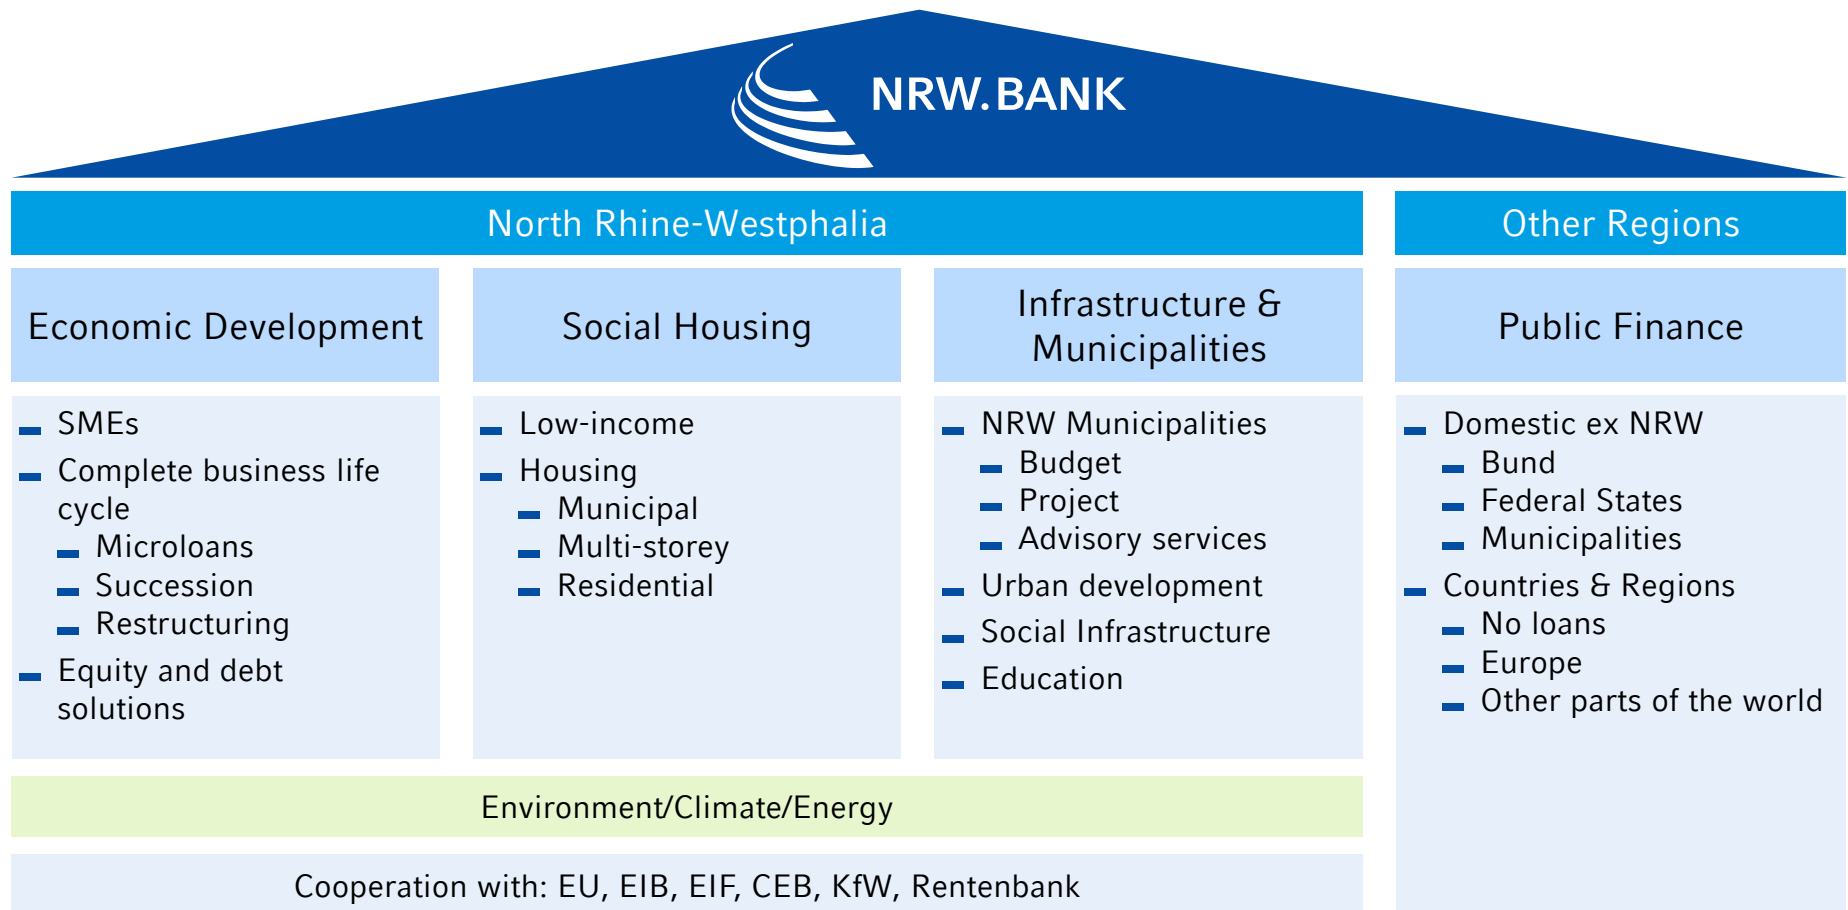 NRW.BANK
North Rhine-Westphalia
Other Regions
Economic Development
Social Housing
Infrastructure &
Municipalities
Public Finance
SMEs
Complete business life
cycle
Microloans
Succession
Restructuring
Equity and debt
solutions
Low-income
Housing
Municipal
Multi-storey
Residential
NRW Municipalities
Budget
Project
Advisory services
Urban development
Social Infrastructure
Education
Domestic ex NRW
Bund
Federal States
Municipalities
Countries & Regions
No loans
Europe
Other parts of the world
Environment/Climate/Energy
Cooperation with: EU, EIB, EIF, CEB, KfW, Rentenbank